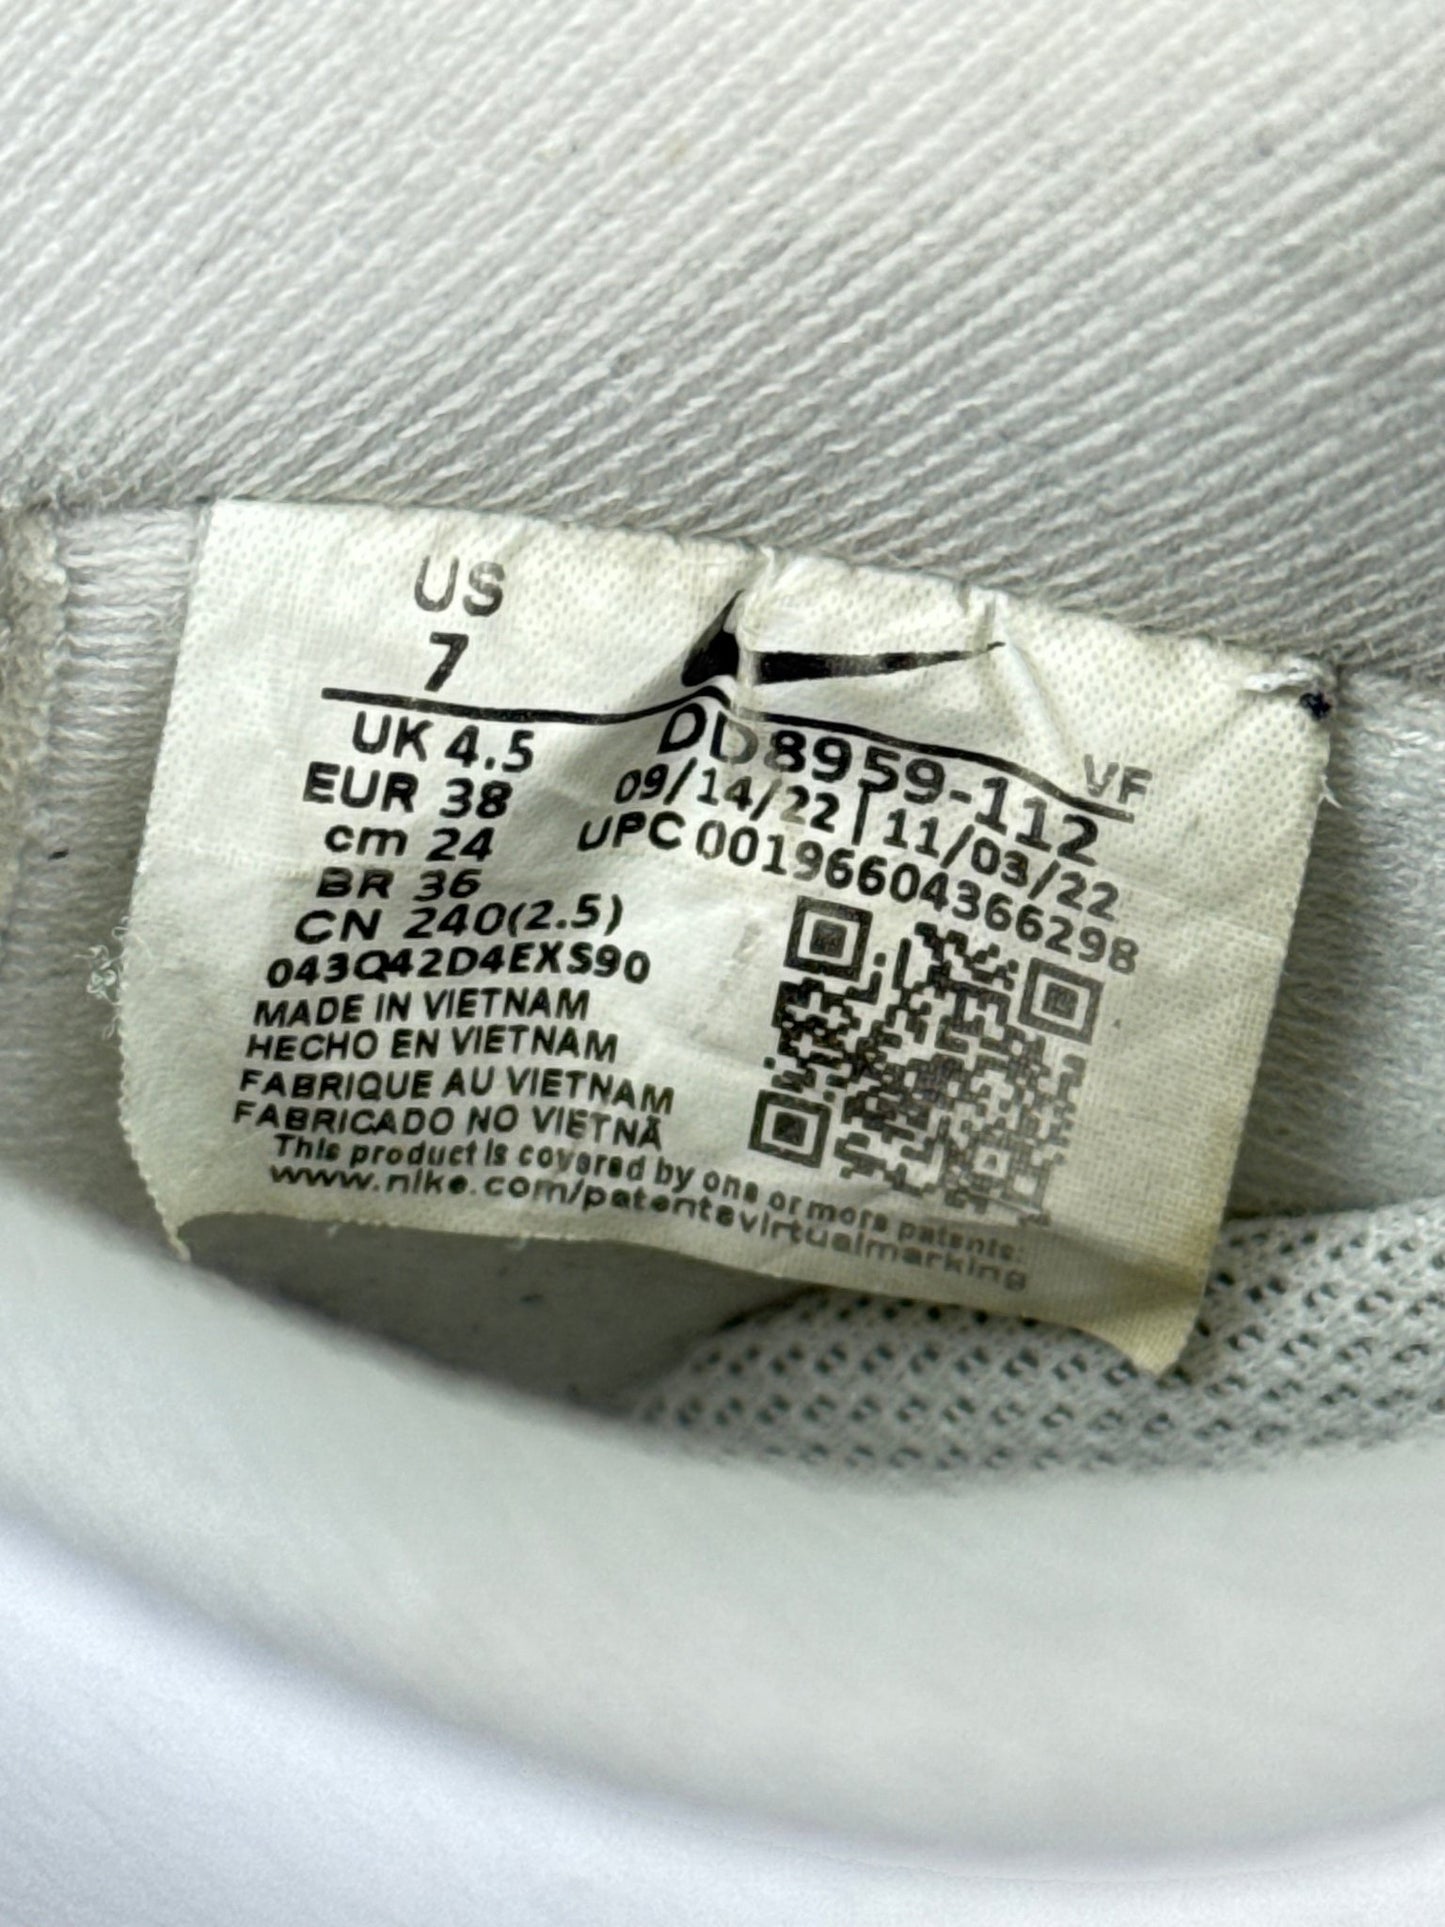 US
7
UK 4.5
EUR 38
cm 24
BR 36
CN 240(2.5)
043Q42D4EXS90
MADE IN VIETNAM
HECHO EN VIETNAM
FABRIQUE AU VIETNAM
FABRICADO NO VIETNÃ
This product is covered by one or more patents:
www.nike.com/patentsvirtualmarking
VF
DD8959-112
09/14/22 | 11/03/22
UPC 00196604366298